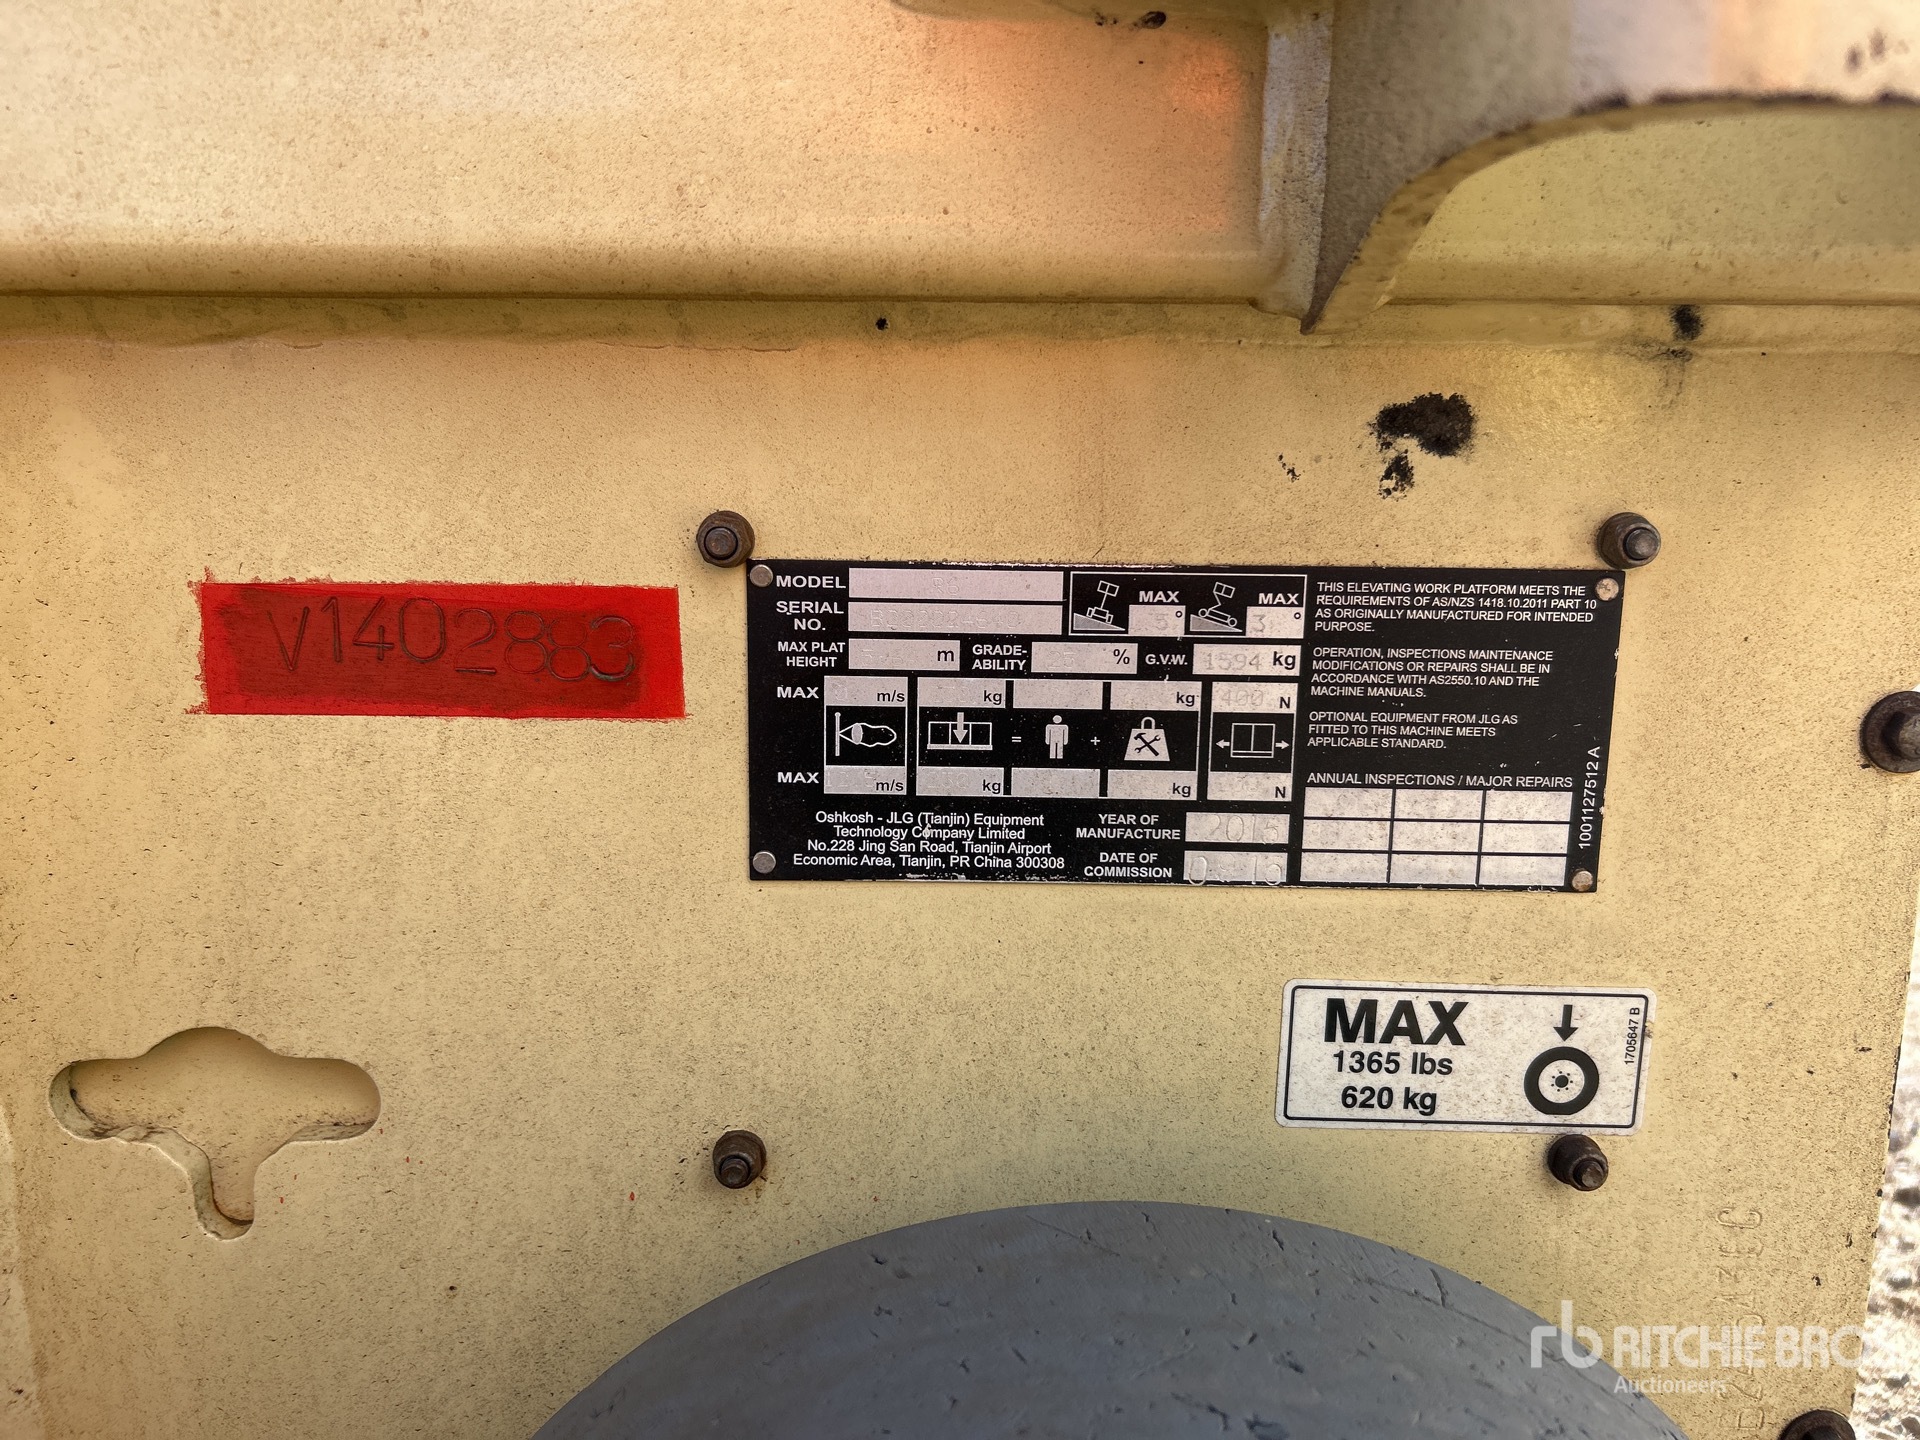 V1402883
MODEL
SERIAL
NO.
MAX PLAT
HEIGHT
m
GRADE-
ABILITY
%
G.V.W.
1594 kg
MAX
°
MAX
3 °
MAX
m/s
kg
kg
400 N
=
+
MAX
m/s
kg
kg
N
Oshkosh - JLG (Tianjin) Equipment
Technology Company Limited
No.228 Jing San Road, Tianjin Airport
Economic Area, Tianjin, PR China 300308
YEAR OF
MANUFACTURE
2015
DATE OF
COMMISSION
THIS ELEVATING WORK PLATFORM MEETS THE
REQUIREMENTS OF AS/NZS 1418.10.2011 PART 10
AS ORIGINALLY MANUFACTURED FOR INTENDED
PURPOSE.
OPERATION, INSPECTIONS MAINTENANCE
MODIFICATIONS OR REPAIRS SHALL BE IN
ACCORDANCE WITH AS2550.10 AND THE
MACHINE MANUALS.
OPTIONAL EQUIPMENT FROM JLG AS
FITTED TO THIS MACHINE MEETS
APPLICABLE STANDARD.
ANNUAL INSPECTIONS / MAJOR REPAIRS
1001127512 A
MAX
1365 lbs
620 kg
1705647 B
rb RITCHIE BROS
Auctioneers